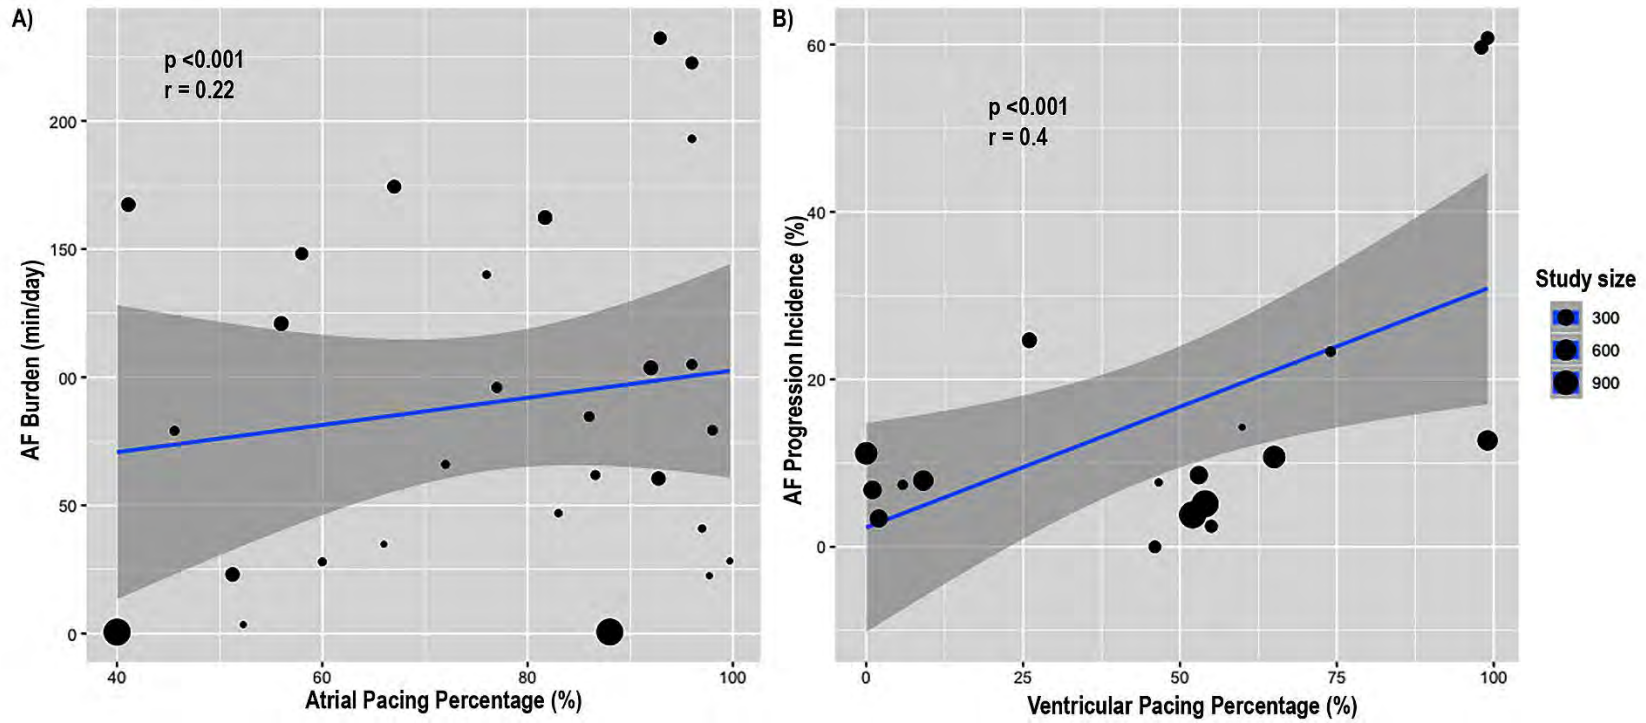 A)
p <0.001
r = 0.22
200
150
00
50
0
AF Burden (min/day)
40
60
80
100
Atrial Pacing Percentage (%)
B)
p <0.001
r = 0.4
60
40
20
0
AF Progression Incidence (%)
0
25
50
75
100
Ventricular Pacing Percentage (%)
Study size
300
600
900